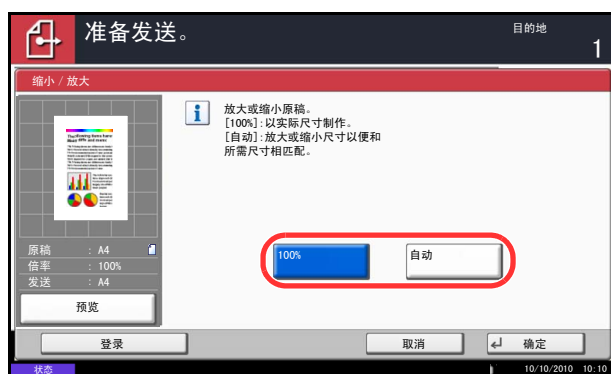 准备发送。
目的地
1
缩小 / 放大
放大或缩小原稿。
[100%]:以实际尺寸制作。
[自动]:放大或缩小尺寸以便和
所需尺寸相匹配。
原稿 : A4
倍率 : 100%
发送 : A4
100%
自动
预览
登录
取消
确定
状态
10/10/2010 10:10